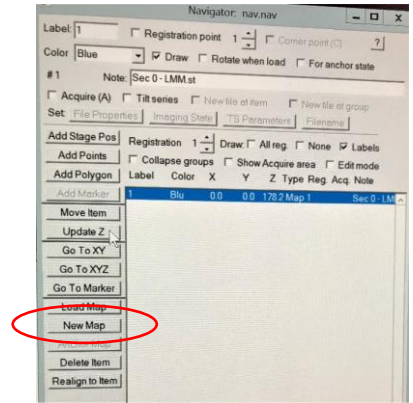 Navigator: nav.nav
Label: 1 Registration point 1 Corner point (C) ?
Color Blue Draw Rotate when load For anchor state
# 1 Note: Sec 0 - LMM.st
Acquire (A) Tilt series New file at item New file at group
Set: File Properties Imaging State TS Parameters Filename
Add Stage Pos Registration 1 Draw: All reg. None Labels
Add Points Collapse groups Show Acquire area Edit mode
Add Polygon Label Color X Y Z Type Reg. Acq. Note
Add Marker 1 Blu 0.0 0.0 178.2 Map 1 Sec 0 - LM
Move Item
Update Z
Go To XY
Go To XYZ
Go To Marker
Load Map
New Map
Anchor Map
Delete Item
Realign to Item